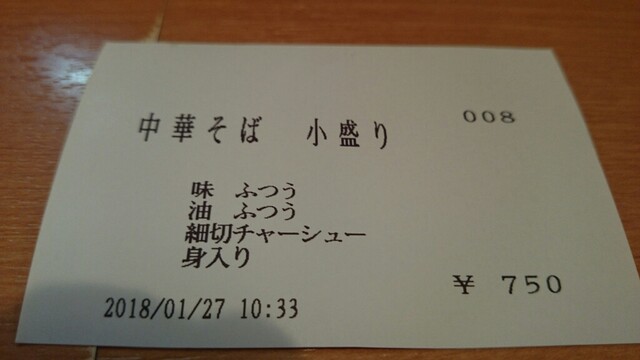 中華そば　小盛り　008
味　ふつう
油　ふつう
細切チャーシュー
身入り
¥ 750
2018/01/27 10:33